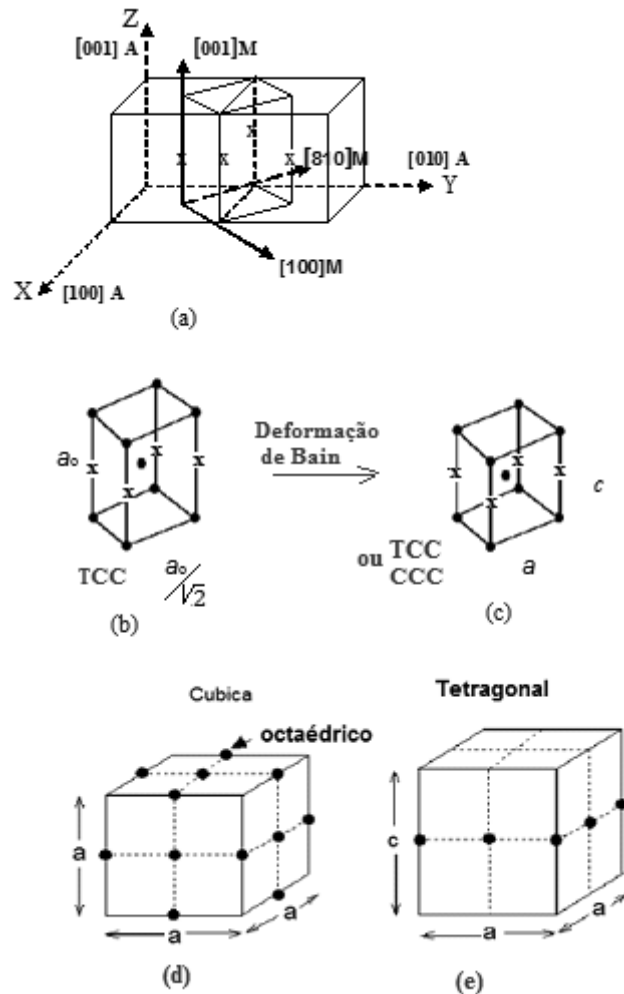 Z
[001] A
[001]M
x
x
x
x
[810]M
[010] A
Y
[100]M
X
[100] A
(a)
a₀
x
x
x
x
TCC
a₀/√2
(b)
Deformação
de Bain
x
x
x
x
c
ou TCC
CCC
a
(c)
Cubica
octaédrico
a
a
a
(d)
Tetragonal
c
a
a
(e)